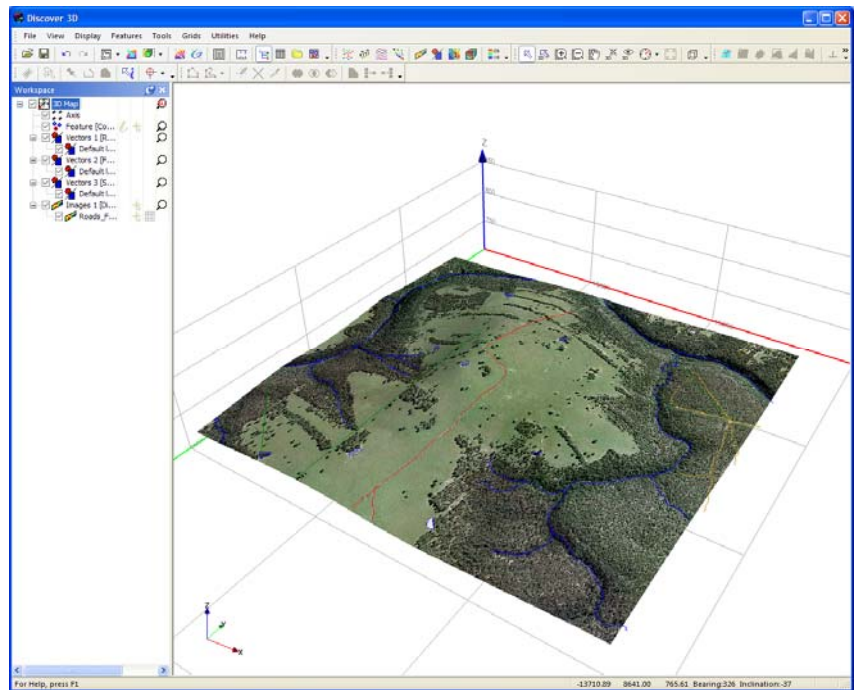 Discover 3D
File View Display Features Tools Grids Utilities Help
Workspace
3D Map
Axis
Feature [Co...
Vectors 1 [R...
Default l...
Vectors 2 [F...
Default l...
Vectors 3 [S...
Default l...
Images 1 [Di...
Roads_F...
Z
Z
Y
X
For Help, press F1
-13710.89 8641.00 765.61 Bearing:326 Inclination:-37